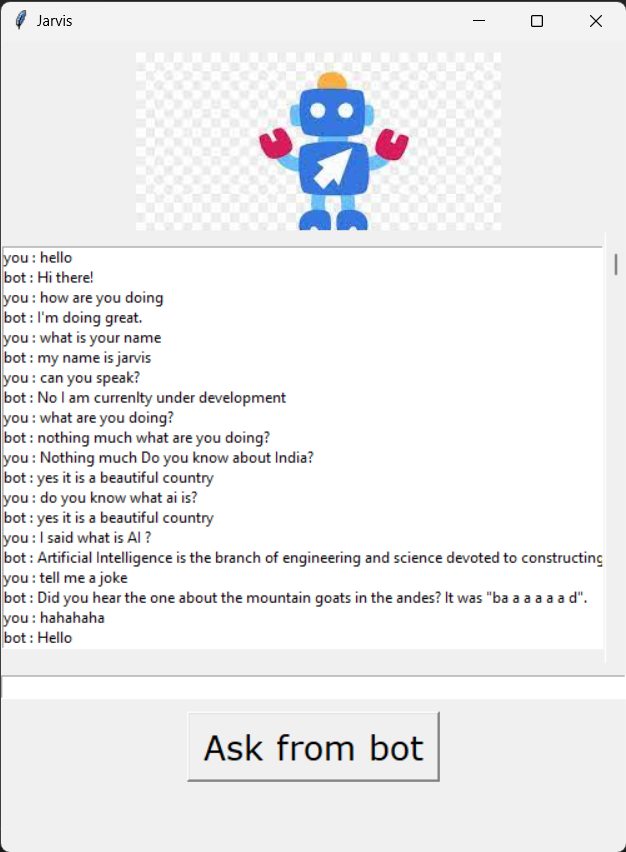 Jarvis
you : hello
bot : Hi there!
you : how are you doing
bot : I'm doing great.
you : what is your name
bot : my name is jarvis
you : can you speak?
bot : No I am currenlty under development
you : what are you doing?
bot : nothing much what are you doing?
you : Nothing much Do you know about India?
bot : yes it is a beautiful country
you : do you know what ai is?
bot : yes it is a beautiful country
you : I said what is AI ?
bot : Artificial Intelligence is the branch of engineering and science devoted to constructing
you : tell me a joke
bot : Did you hear the one about the mountain goats in the andes? It was "ba a a a a a d".
you : hahahaha
bot : Hello
Ask from bot